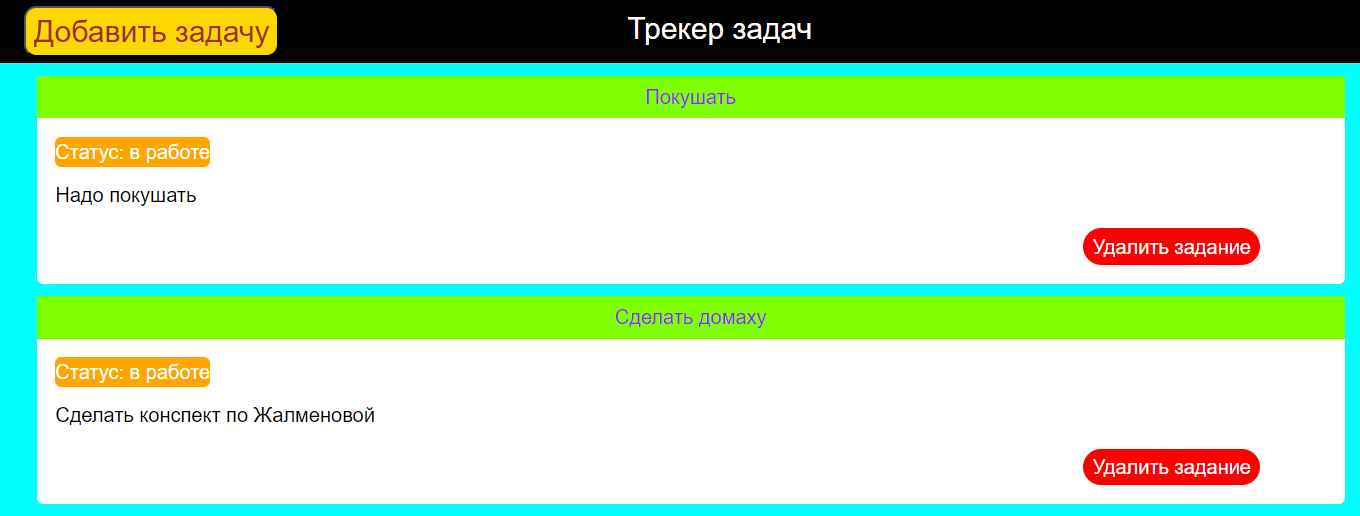 Добавить задачу
Трекер задач
Покушать
Статус: в работе
Надо покушать
Удалить задание
Сделать домаху
Статус: в работе
Сделать конспект по Жалменовой
Удалить задание